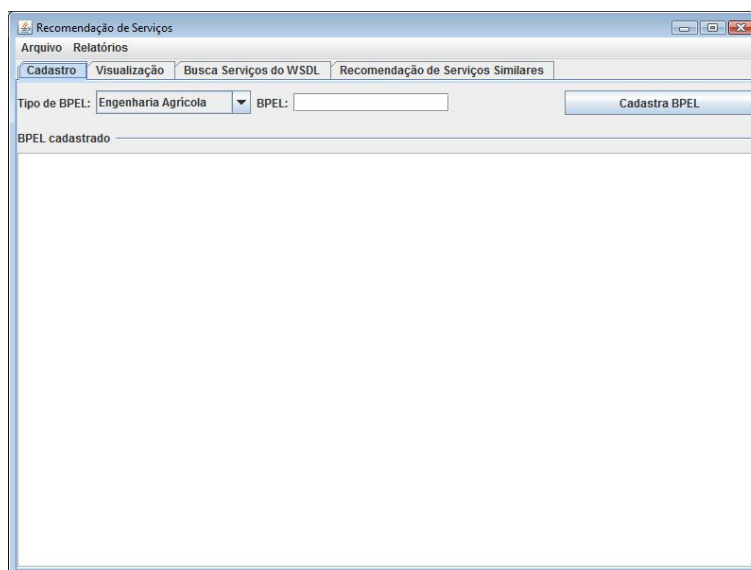 Recomendação de Serviços
Arquivo Relatórios
Cadastro Visualização Busca Serviços do WSDL Recomendação de Serviços Similares
Tipo de BPEL: Engenharia Agrícola BPEL: Cadastra BPEL
BPEL cadastrado